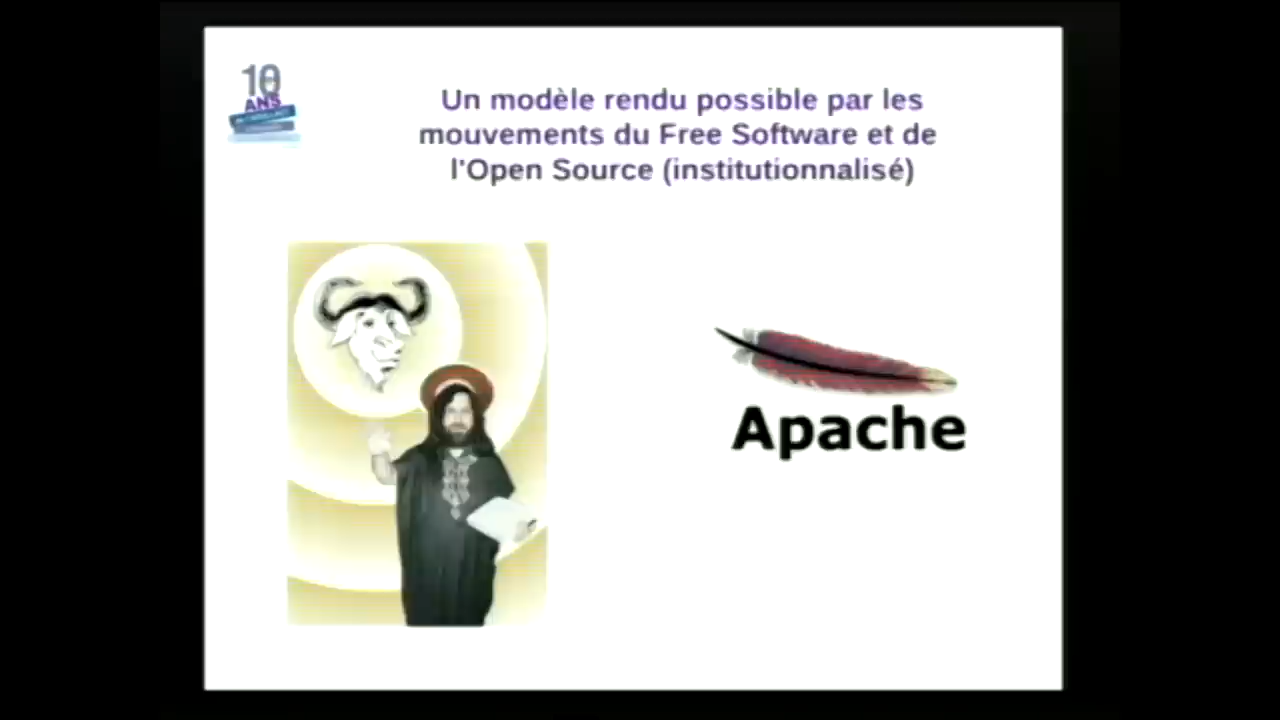 10
ANS
Un modèle rendu possible par les
mouvements du Free Software et de
l'Open Source (institutionnalisé)
Apache